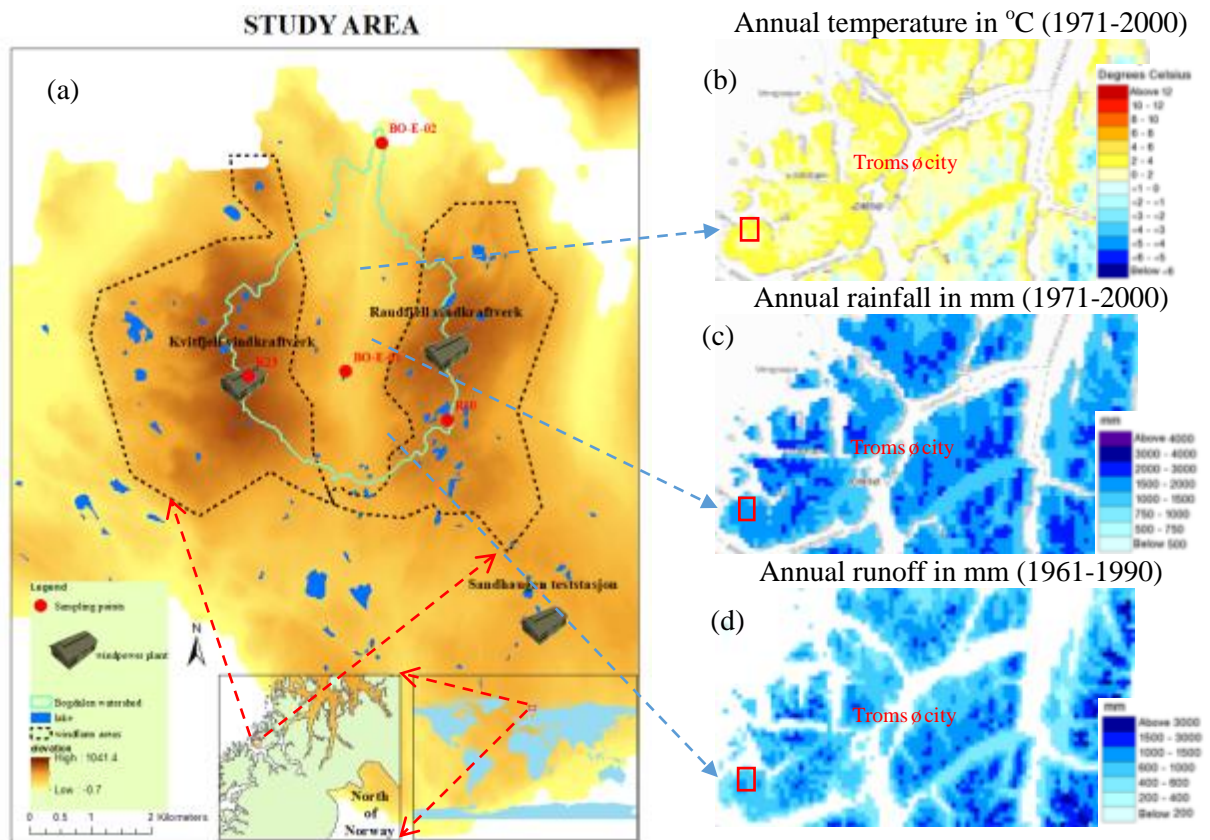 STUDY AREA
(a)
BO-E-02
Raudfjell vindkraftverk
Kvitfjell vindkraftverk
K23
R10
Sandhaugen teststasjon
Legend
Sampling points
windpower plant
Bogdalen watershed
lake
windfarm areas
elevation
High : 1041.4
Low : -0.7
0 0.5 1 2 Kilometers
N
North
of
Norway
Annual temperature in °C (1971-2000)
(b)
Tromsø city
Degrees Celsius
Above 12
10 - 12
8 - 10
6 - 8
4 - 6
2 - 4
0 - 2
-1 - 0
-2 - -1
-3 - -2
-4 - -3
-5 - -4
-6 - -5
Below -6
Annual rainfall in mm (1971-2000)
(c)
Tromsø city
mm
Above 4000
3000 - 4000
2000 - 3000
1500 - 2000
1000 - 1500
750 - 1000
500 - 750
Below 500
Annual runoff in mm (1961-1990)
(d)
Tromsø city
mm
Above 3000
1500 - 3000
1000 - 1500
600 - 1000
400 - 600
200 - 400
Below 200